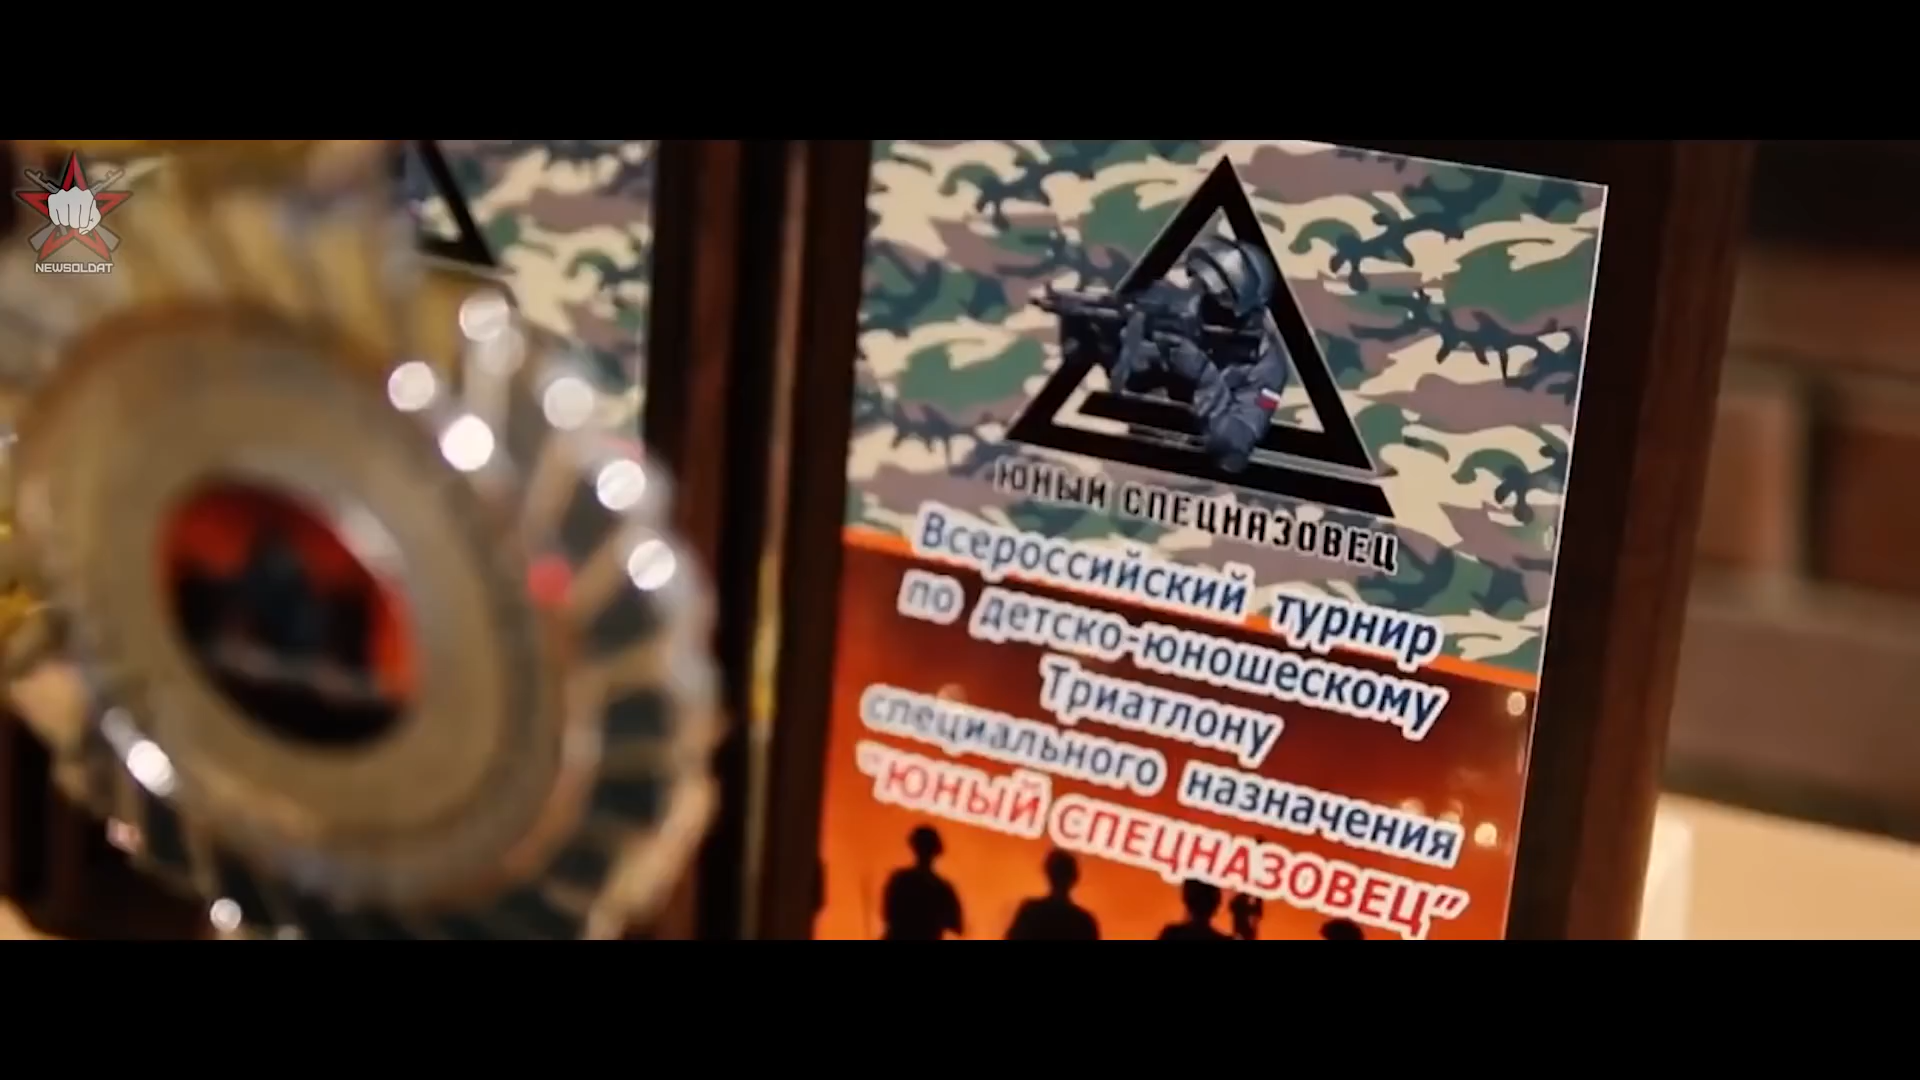 NEWSOLDAT
ЮНЫЙ СПЕЦНАЗОВЕЦ
Всероссийский турнир
по детско-юношескому
Триатлону
специального назначения
"ЮНЫЙ СПЕЦНАЗОВЕЦ"